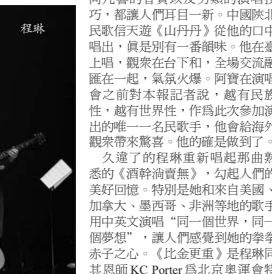 程琳
巧，都讓人們耳目一新。中國陝北
民歌信天遊《山丹丹》從他的口中
唱出，真是別有一番韻味。他在臺
上唱，觀衆在台下和，全場交流融
匯在一起，氣氛火爆。阿寶在演唱
會之前對本報記者說，越有民族
性，越有世界性，作爲此次參加演
出的唯一一名民歌手，他會給海外
觀衆帶來驚喜。他的確是做到了。
久違了的程琳重新唱起那曲熟
悉的《酒幹淌賣無》，勾起人們的
美好回憶。特別是她和來自美國、
加拿大、墨西哥、非洲等地的歌手
用中英文演唱“同一個世界，同一
個夢想”，讓人們感覺到她的拳拳
赤子之心。《比金更重》是程琳同
其恩師 KC Porter 爲北京奧運會特